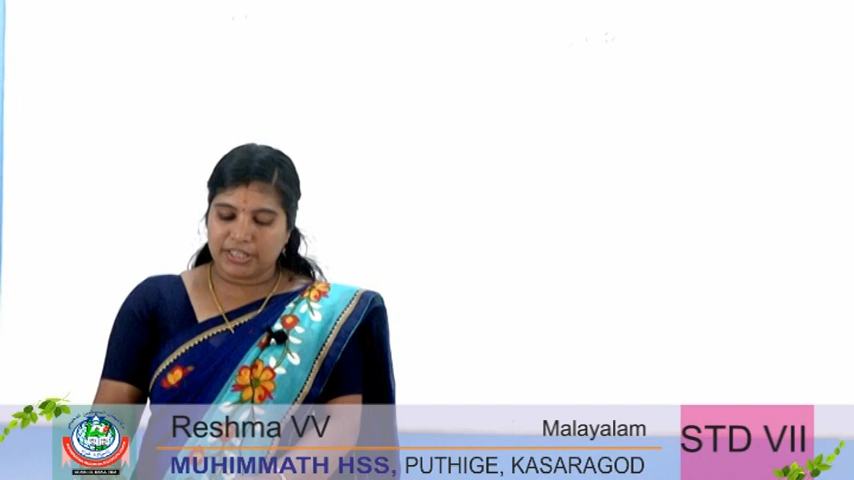 Reshma VV
Malayalam
STD VII
MUHIMMATH HSS, PUTHIGE, KASARAGOD